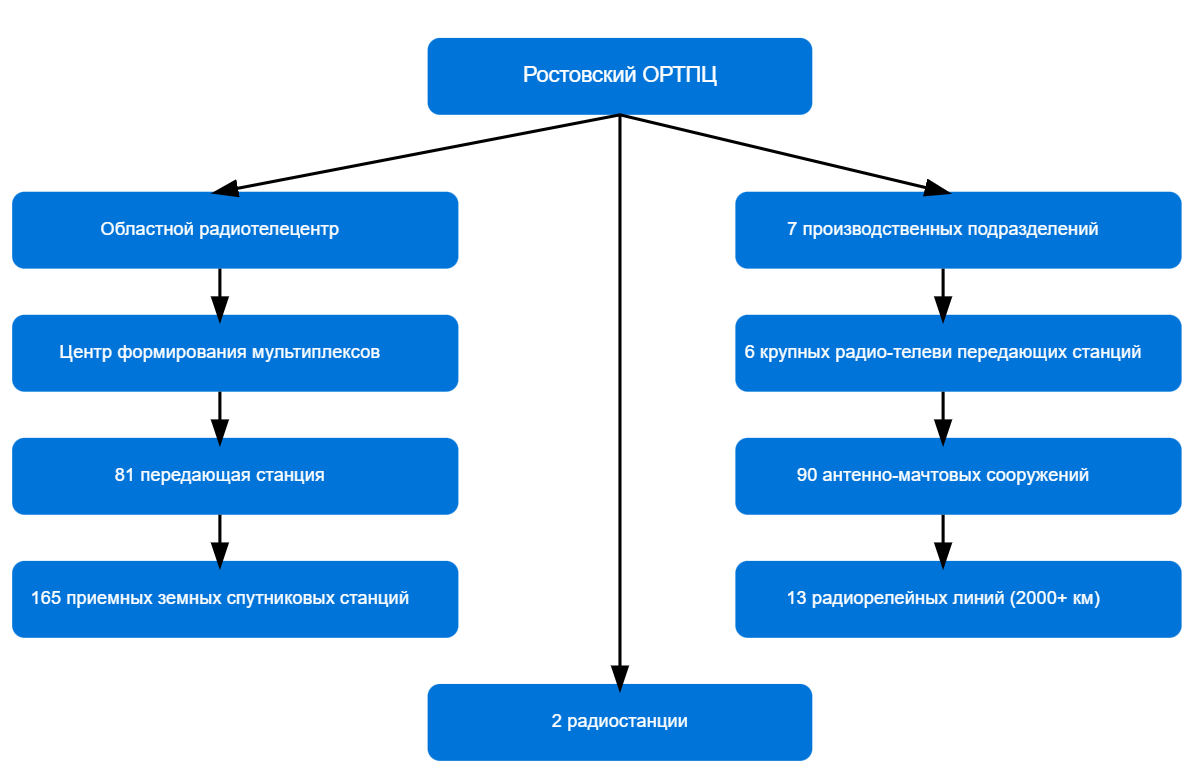 Ростовский ОРТПЦ
Областной радиотелецентр
7 производственных подразделений
Центр формирования мультиплексов
6 крупных радио-телеви передающих станций
81 передающая станция
90 антенно-мачтовых сооружений
165 приемных земных спутниковых станций
13 радиорелейных линий (2000+ км)
2 радиостанции